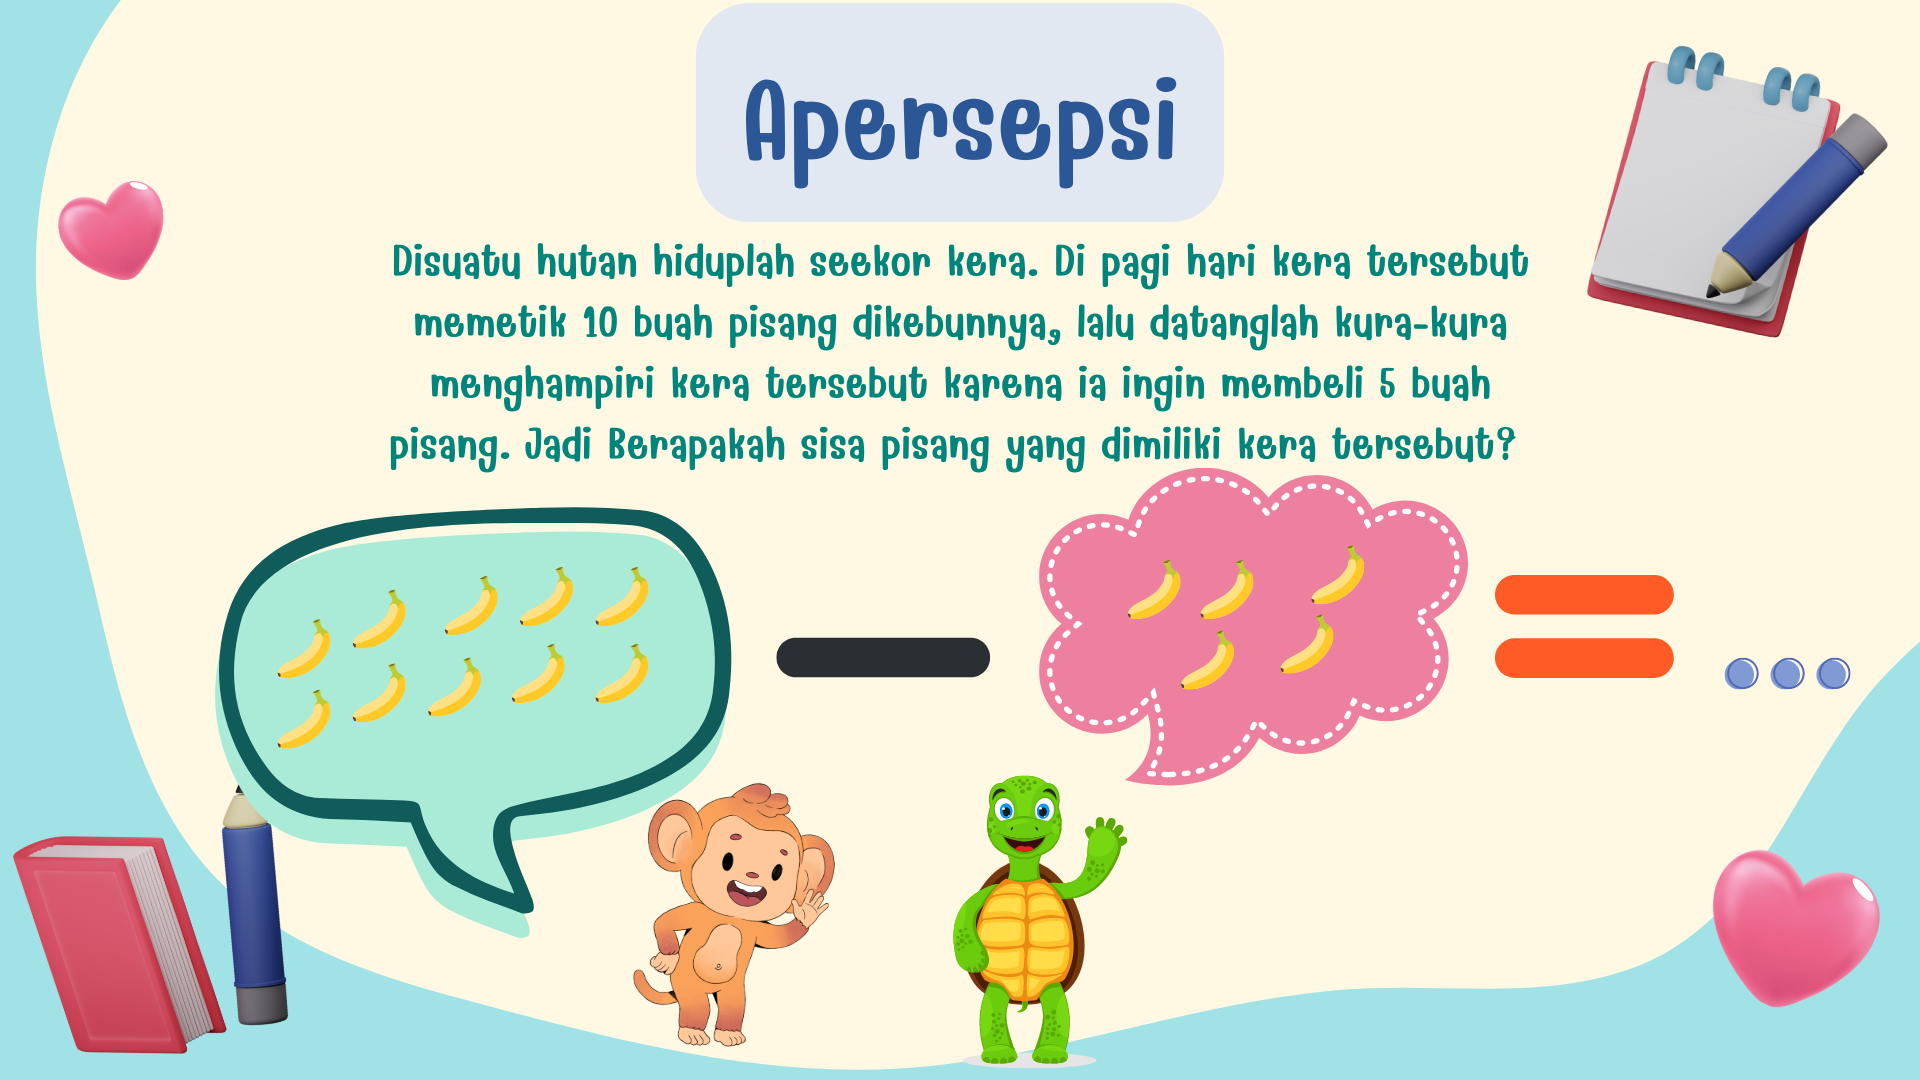 Apersepsi
Disuatu hutan hiduplah seekor kera. Di pagi hari kera tersebut
memetik 10 buah pisang dikebunnya, lalu datanglah kura-kura
menghampiri kera tersebut karena ia ingin membeli 5 buah
pisang. Jadi Berapakah sisa pisang yang dimiliki kera tersebut?